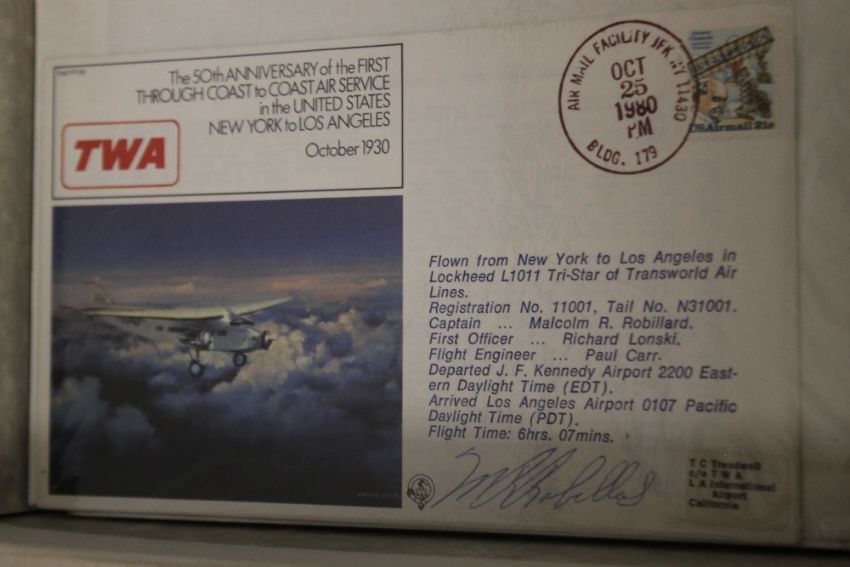 The 50th ANNIVERSARY of the FIRST
THROUGH COAST to COAST AIR SERVICE
in the UNITED STATES
NEW YORK to LOS ANGELES
October 1930
TWA
AIR MAIL FACILITY JFK NY 11430
OCT
25
1980
PM
BLDG. 179
USAirmail 21c
Flown from New York to Los Angeles in
Lockheed L1011 Tri-Star of Transworld Air
Lines.
Registration No. 11001, Tail No. N31001.
Captain ... Malcolm R. Robillard.
First Officer ... Richard Lonski.
Flight Engineer ... Paul Carr.
Departed J. F. Kennedy Airport 2200 East-
ern Daylight Time (EDT).
Arrived Los Angeles Airport 0107 Pacific
Daylight Time (PDT).
Flight Time: 6hrs. 07mins.
T C Treadwell
c/o T W A
L A International
Airport
California